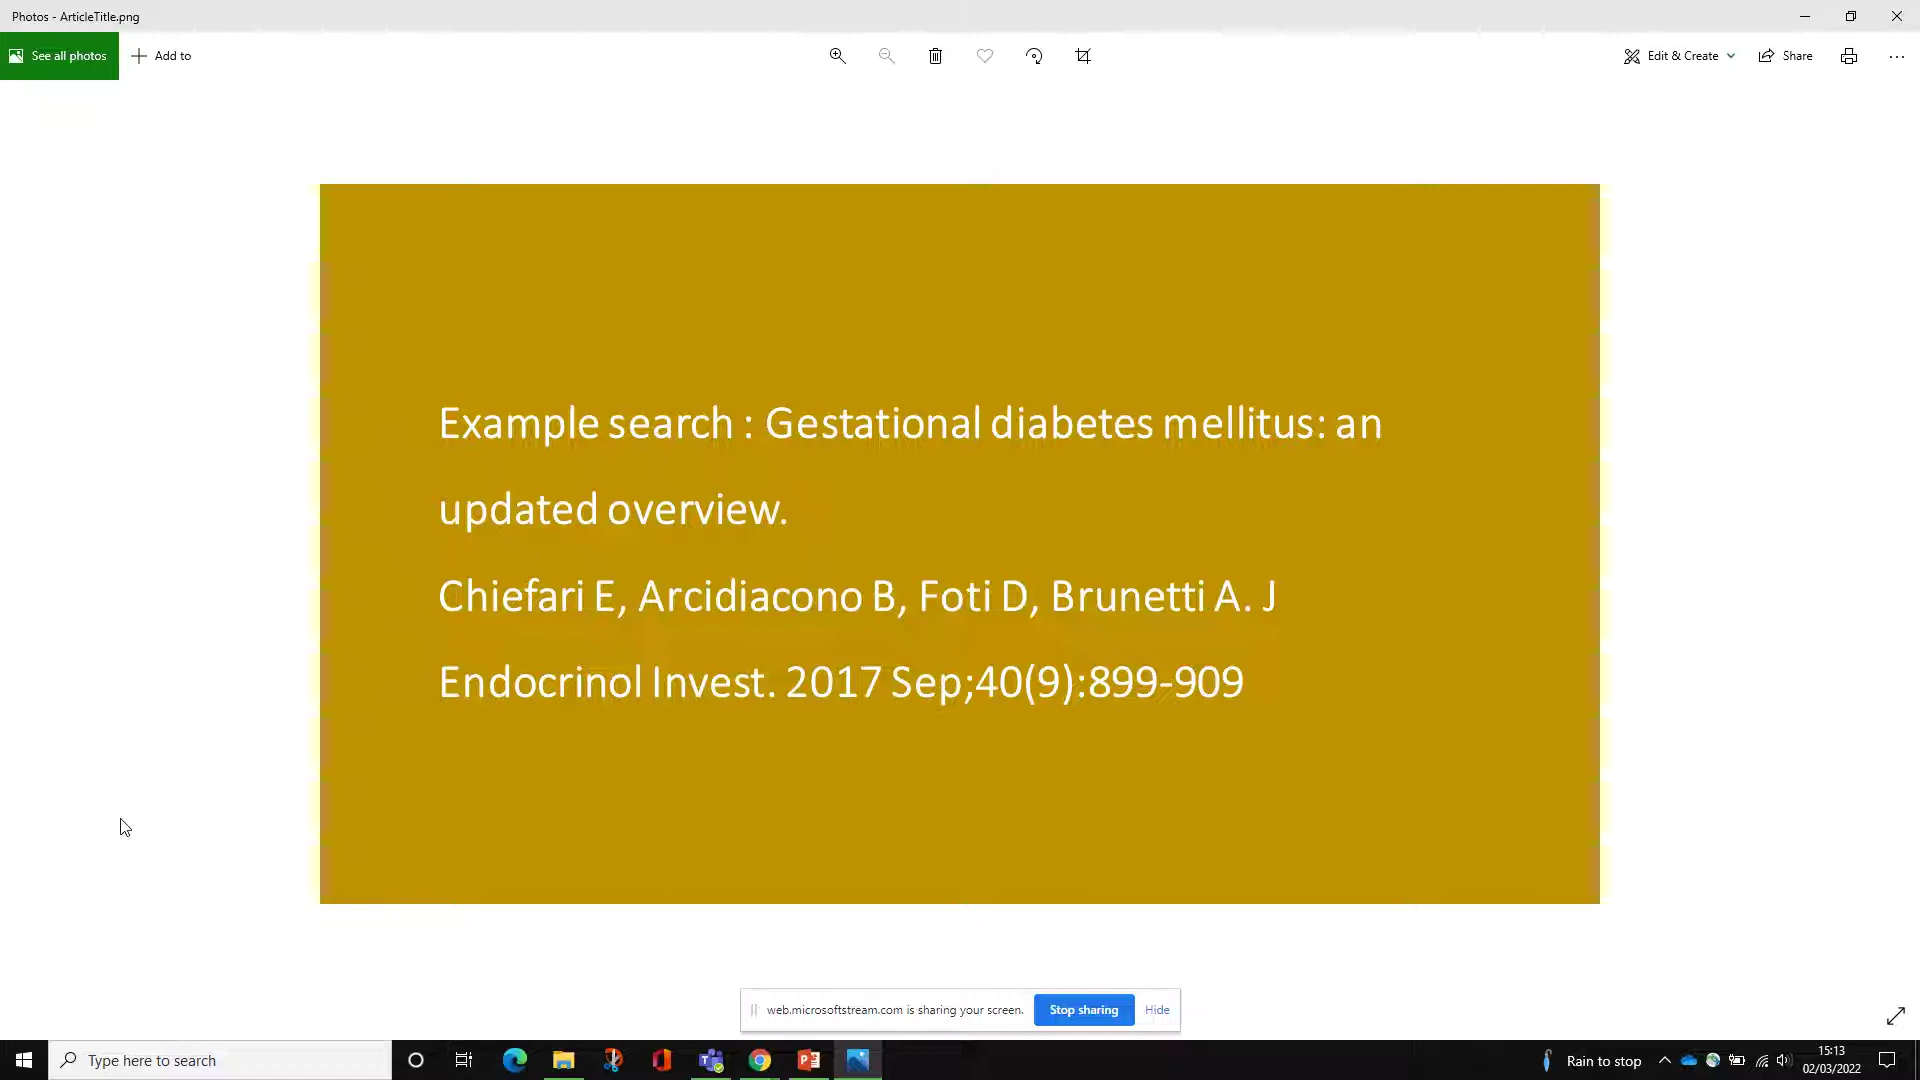 Photos - ArticleTitle.png
See all photos
Add to
Edit & Create
Share
Example search : Gestational diabetes mellitus: an
updated overview.
Chiefari E, Arcidiacono B, Foti D, Brunetti A. J
Endocrinol Invest. 2017 Sep;40(9):899-909
web.microsoftstream.com is sharing your screen.
Stop sharing
Hide
Type here to search
Rain to stop
15:13
02/03/2022